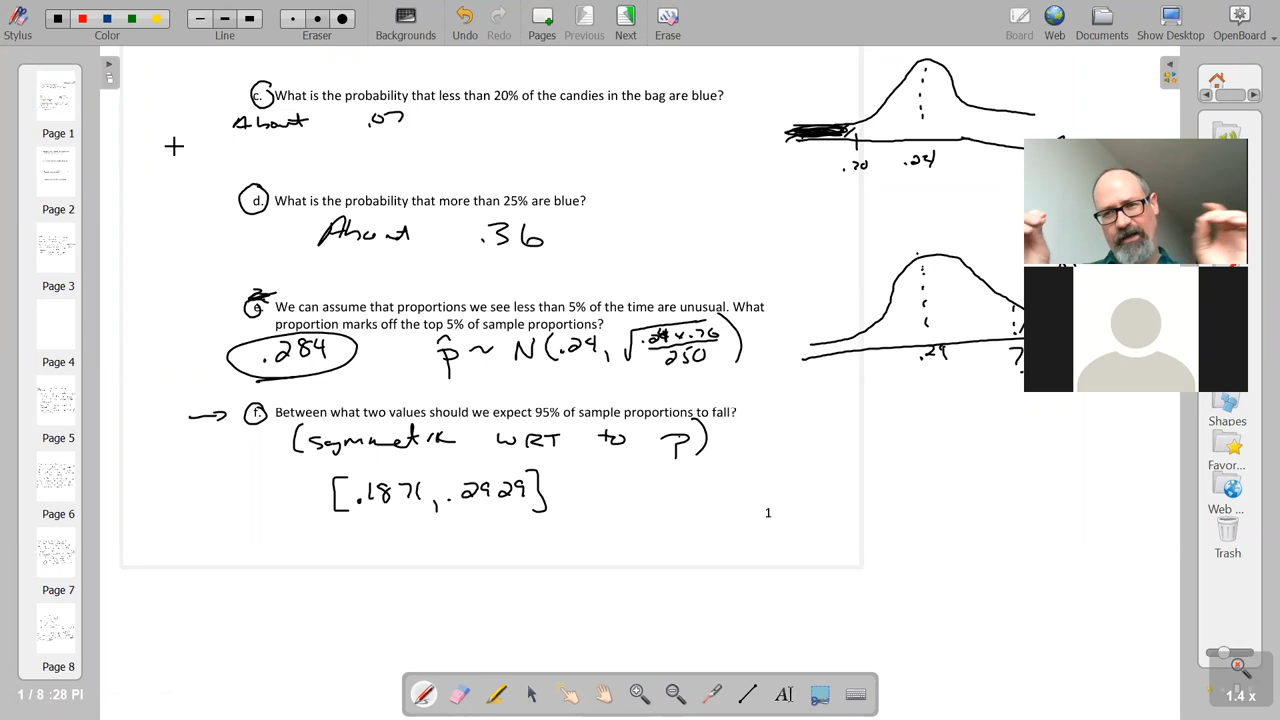 Stylus Color Line Eraser Backgrounds Undo Redo Pages Previous Next Erase Board Web Documents Show Desktop OpenBoard
c. What is the probability that less than 20% of the candies in the bag are blue?
About .07
.20 .24
d. What is the probability that more than 25% are blue?
About .36
e. We can assume that proportions we see less than 5% of the time are unusual. What
proportion marks off the top 5% of sample proportions?
.284 p̂ ~ N(.24, √(.24 x .76 / 250))
.24 ?
f. Between what two values should we expect 95% of sample proportions to fall?
(symmetric WRT to P)
[.1871, .2929]
1
Page 1
Page 2
Page 3
Page 4
Page 5
Page 6
Page 7
Page 8
1 / 8 :28 PI
Shapes
Favor...
Web ...
Trash
1.4 x